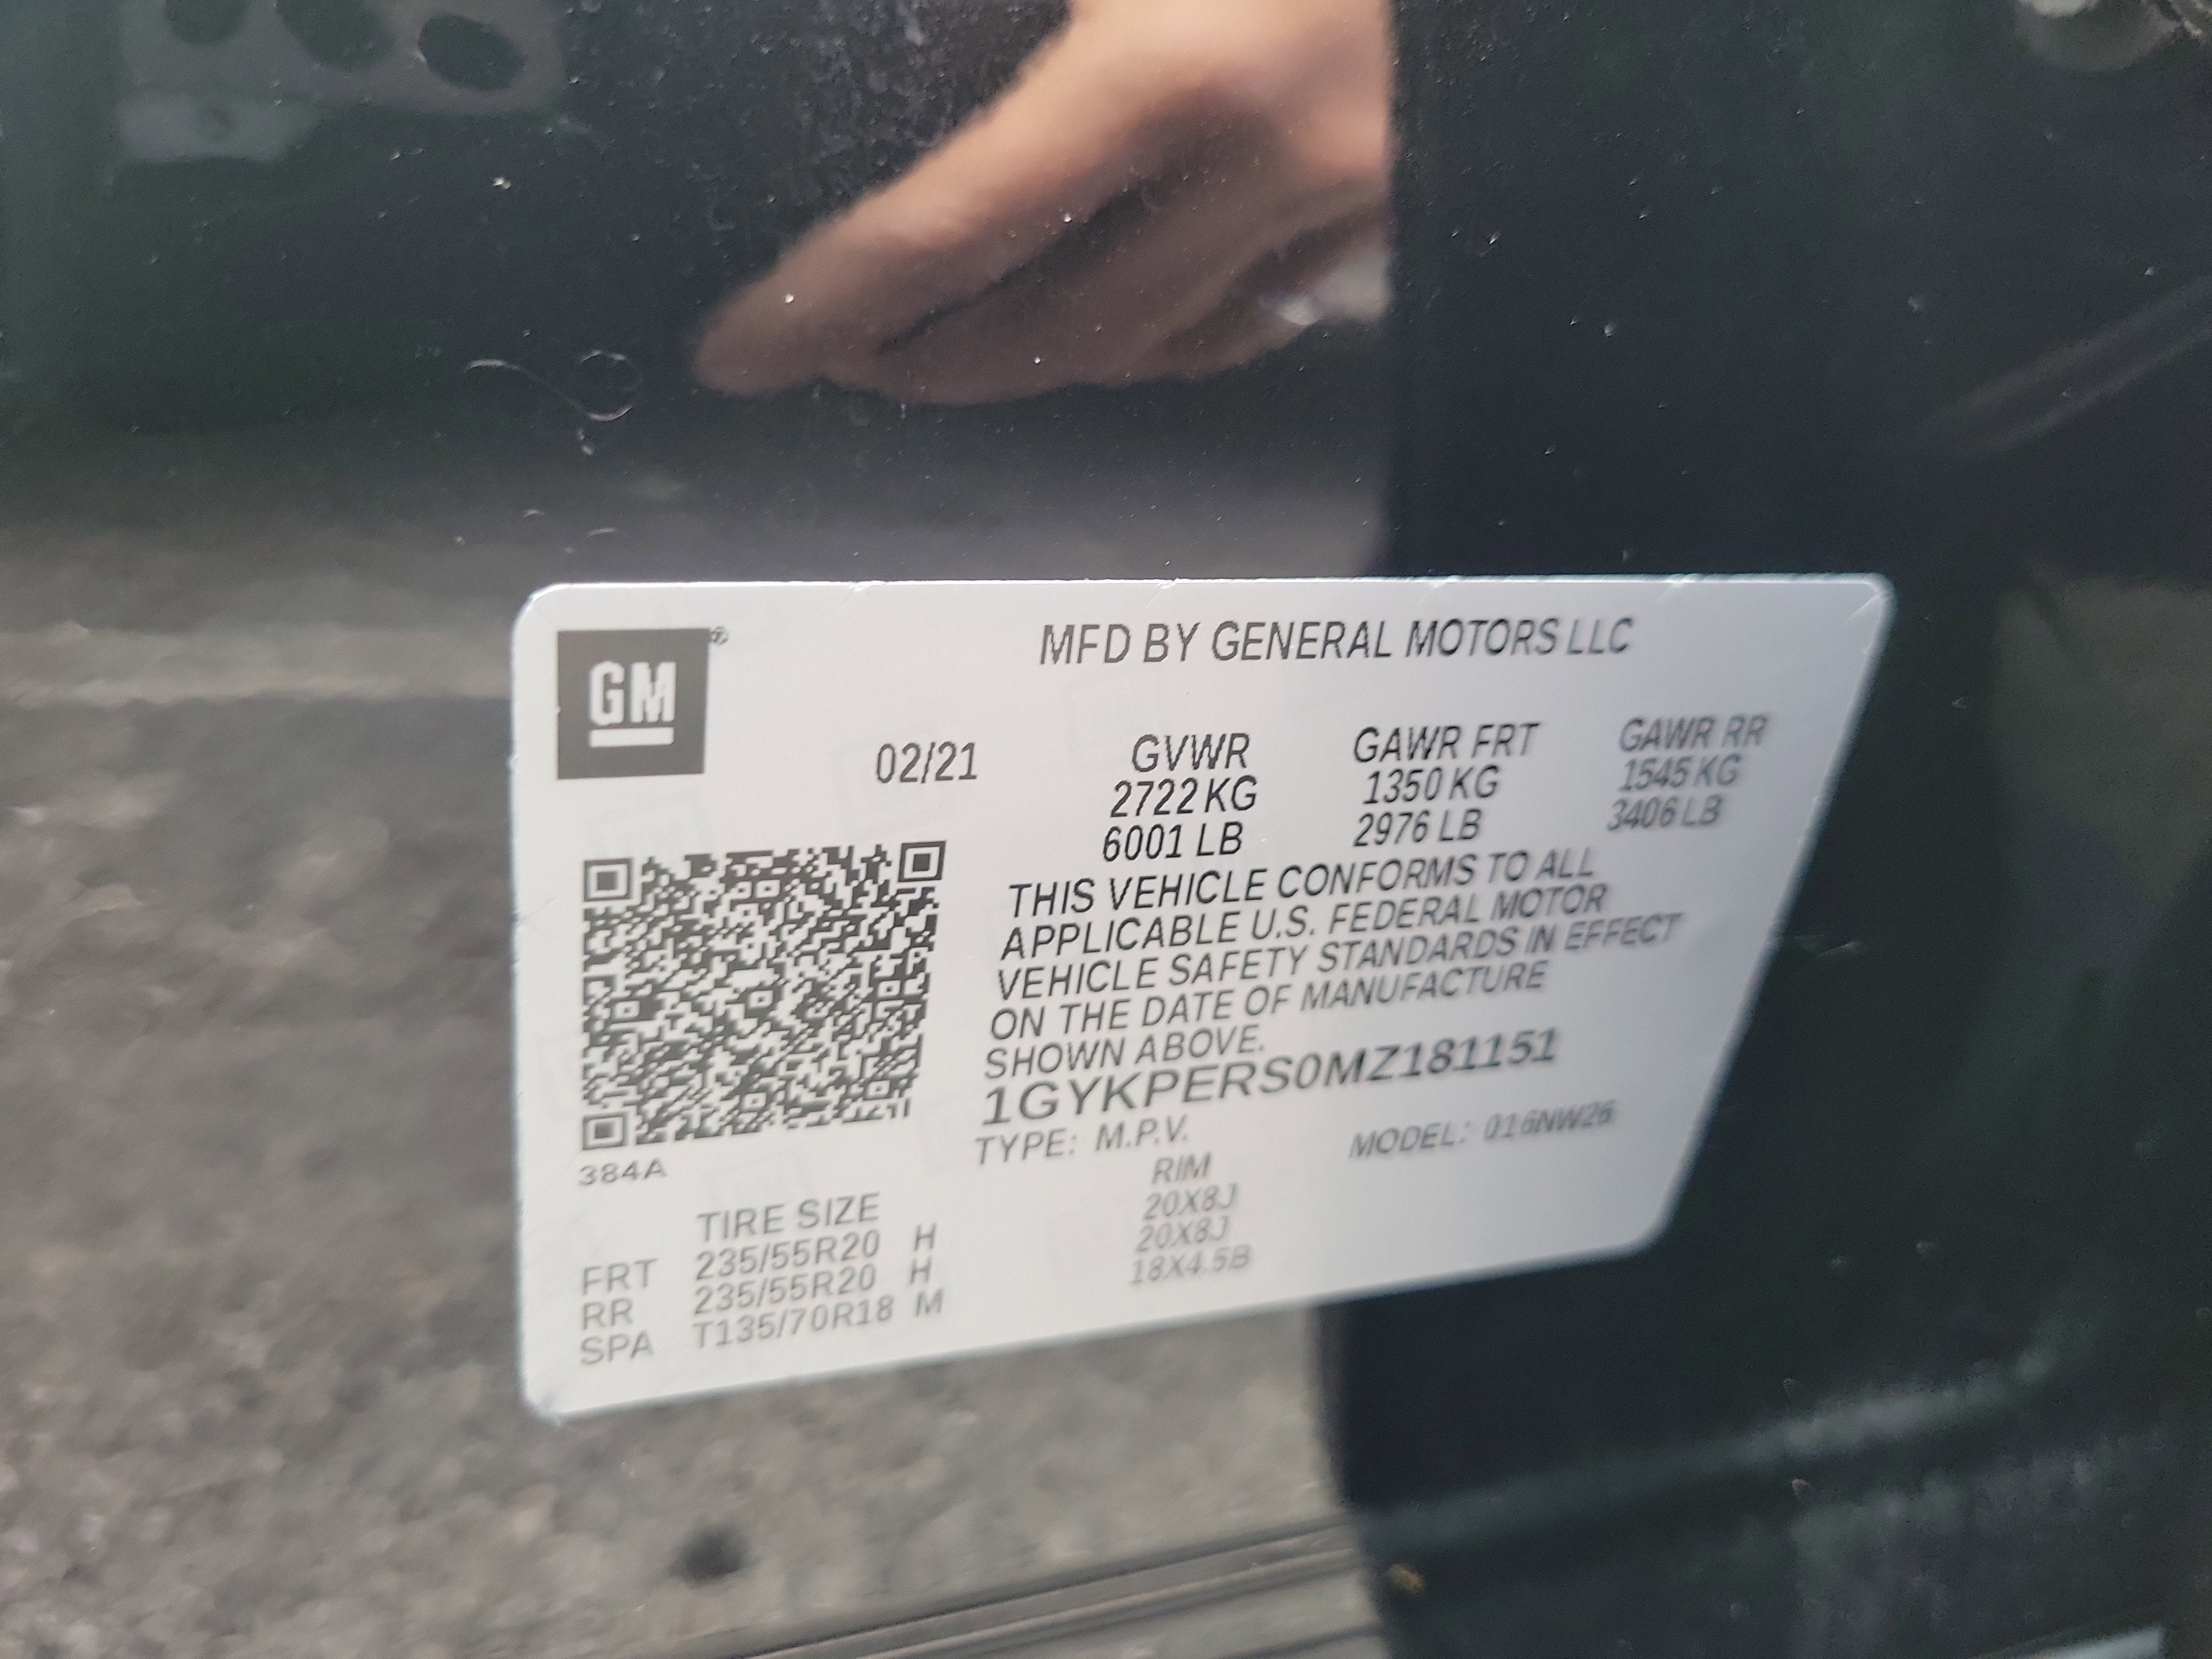 GM®
MFD BY GENERAL MOTORS LLC
02/21
GVWR GAWR FRT GAWR RR
2722 KG 1350 KG 1545 KG
6001 LB 2976 LB 3406 LB
THIS VEHICLE CONFORMS TO ALL
APPLICABLE U.S. FEDERAL MOTOR
VEHICLE SAFETY STANDARDS IN EFFECT
ON THE DATE OF MANUFACTURE
SHOWN ABOVE.
1GYKPERS0MZ181151
TYPE: M.P.V. MODEL: 016NW26
384A
TIRE SIZE RIM
FRT 235/55R20 H 20X8J
RR 235/55R20 H 20X8J
SPA T135/70R18 M 18X4.5B